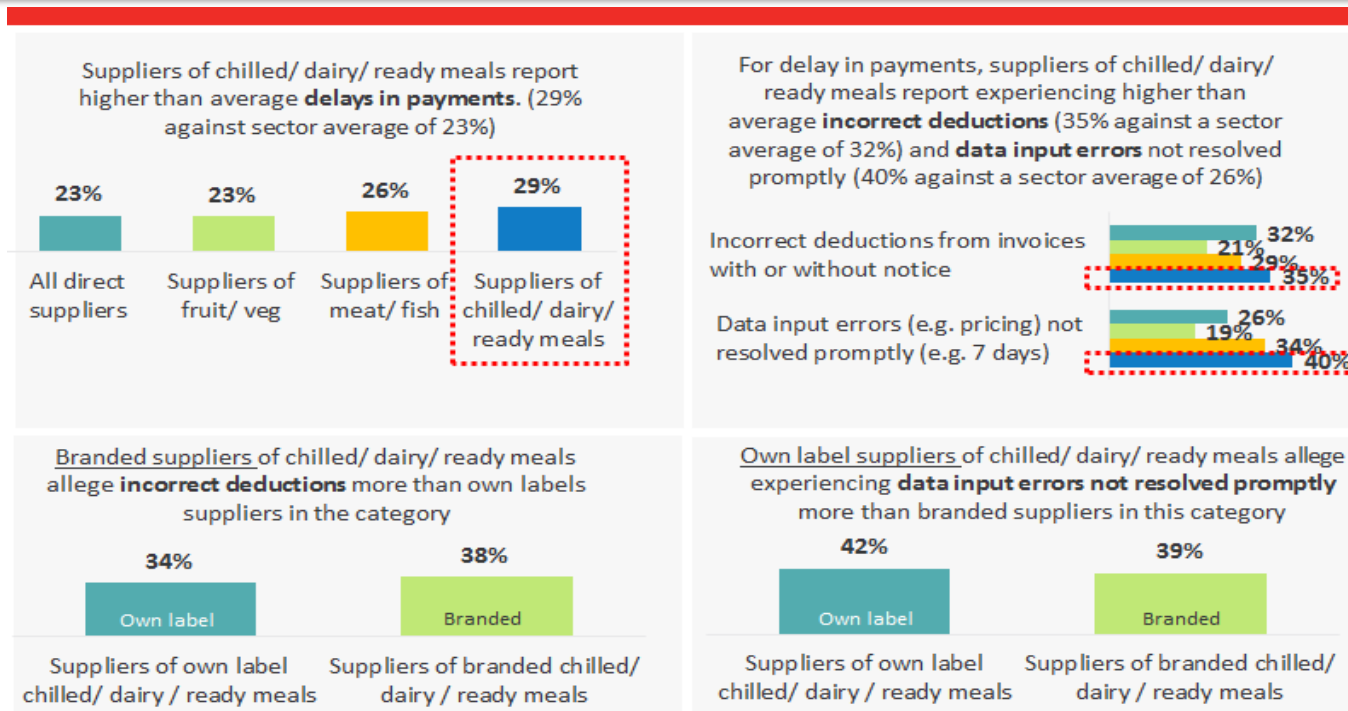 Suppliers of chilled/ dairy/ ready meals report
higher than average delays in payments. (29%
against sector average of 23%)
23%
23%
26%
29%
All direct
suppliers
Suppliers of
fruit/ veg
Suppliers of
meat/ fish
Suppliers of
chilled/ dairy/
ready meals
For delay in payments, suppliers of chilled/ dairy/
ready meals report experiencing higher than
average incorrect deductions (35% against a sector
average of 32%) and data input errors not resolved
promptly (40% against a sector average of 26%)
Incorrect deductions from invoices
with or without notice
32%
21%
29%
35%
Data input errors (e.g. pricing) not
resolved promptly (e.g. 7 days)
26%
19%
34%
40%
Branded suppliers of chilled/ dairy/ ready meals
allege incorrect deductions more than own labels
suppliers in the category
34%
38%
Own label
Branded
Suppliers of own label
chilled/ dairy / ready meals
Suppliers of branded chilled/
dairy / ready meals
Own label suppliers of chilled/ dairy/ ready meals allege
experiencing data input errors not resolved promptly
more than branded suppliers in this category
42%
39%
Own label
Branded
Suppliers of own label
chilled/ dairy / ready meals
Suppliers of branded chilled/
dairy / ready meals